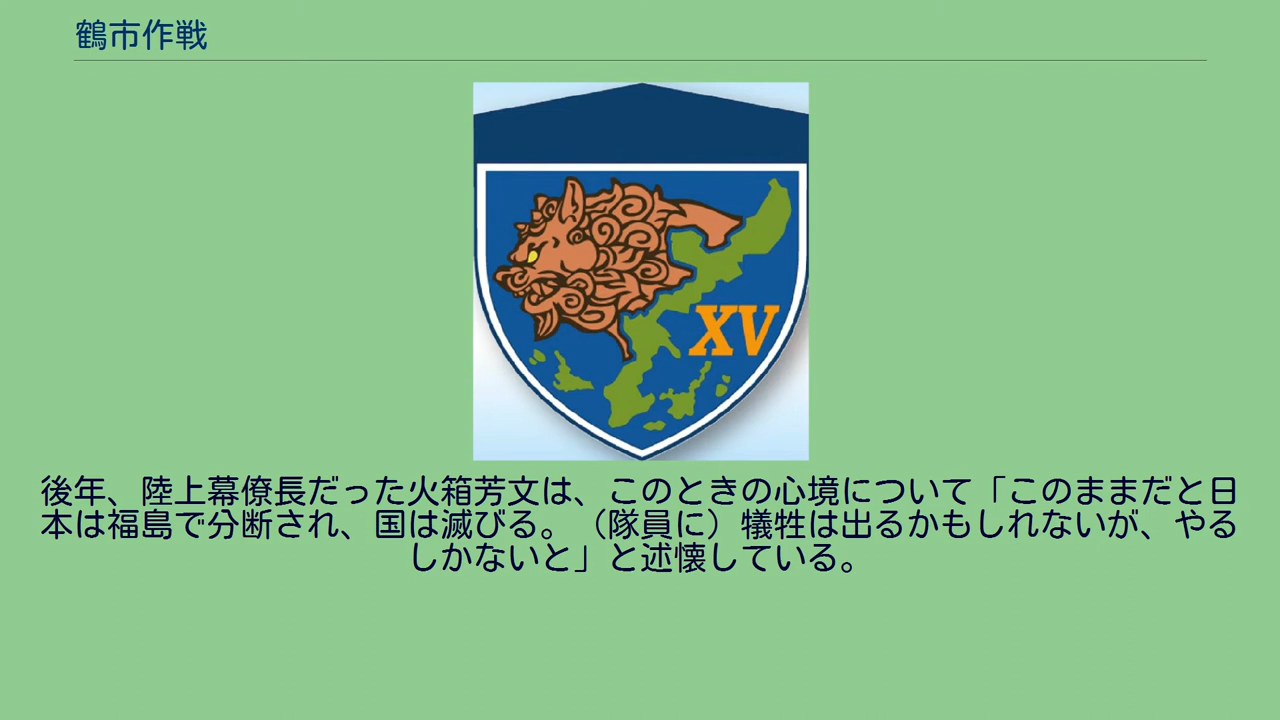 鶴市作戦
XV
後年、陸上幕僚長だった火箱芳文は、このときの心境について「このままだと日
本は福島で分断され、国は滅びる。（隊員に）犠牲は出るかもしれないが、やる
しかないと」と述懐している。